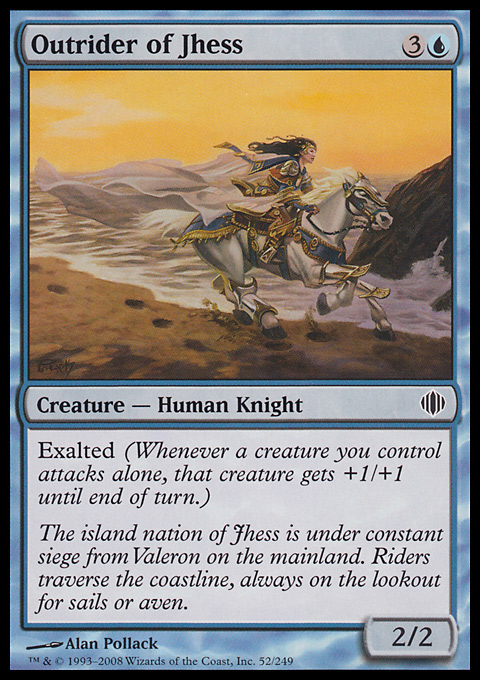 Outrider of Jhess 3
Creature — Human Knight
Exalted (Whenever a creature you control
attacks alone, that creature gets +1/+1
until end of turn.)
The island nation of Jhess is under constant
siege from Valeron on the mainland. Riders
traverse the coastline, always on the lookout
for sails or aven.
Alan Pollack
2/2
™ & © 1993–2008 Wizards of the Coast, Inc. 52/249